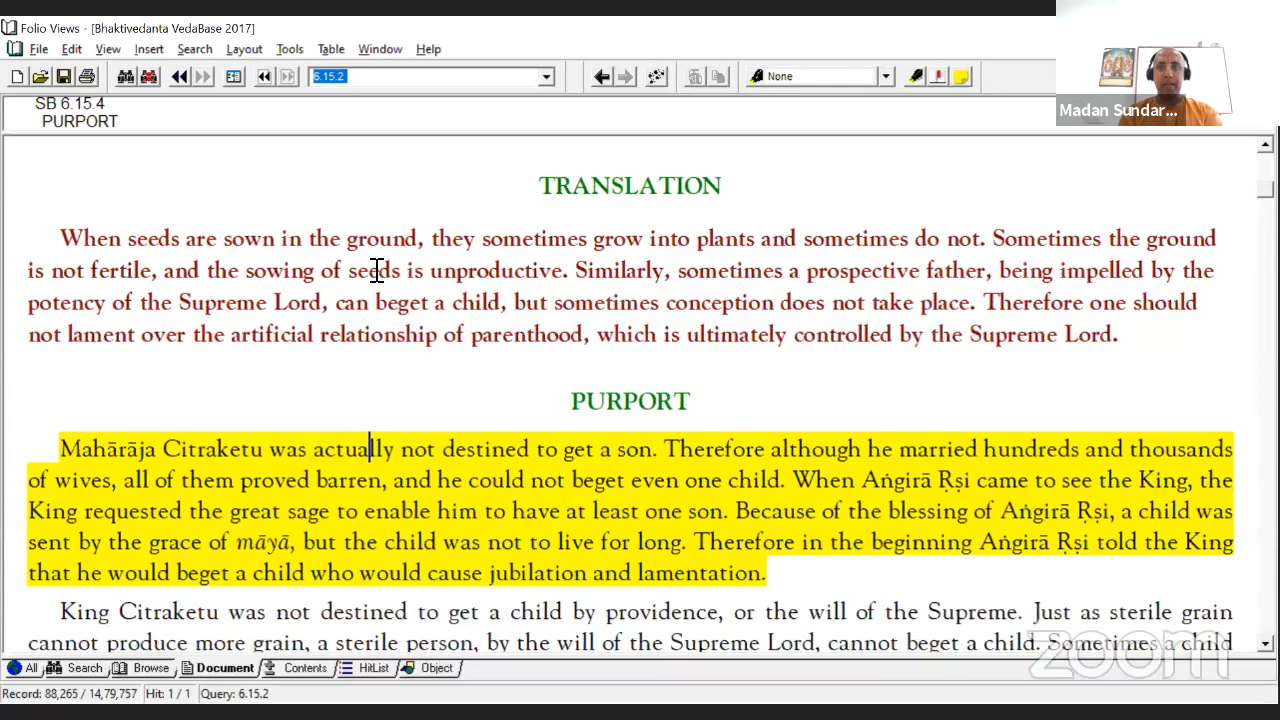 Folio Views - [Bhaktivedanta VedaBase 2017]
File Edit View Insert Search Layout Tools Table Window Help
6.15.2 None
Madan Sundar...
SB 6.15.4
PURPORT
TRANSLATION
When seeds are sown in the ground, they sometimes grow into plants and sometimes do not. Sometimes the ground
is not fertile, and the sowing of seeds is unproductive. Similarly, sometimes a prospective father, being impelled by the
potency of the Supreme Lord, can beget a child, but sometimes conception does not take place. Therefore one should
not lament over the artificial relationship of parenthood, which is ultimately controlled by the Supreme Lord.
PURPORT
Mahārāja Citraketu was actually not destined to get a son. Therefore although he married hundreds and thousands
of wives, all of them proved barren, and he could not beget even one child. When Aṅgirā Ṛṣi came to see the King, the
King requested the great sage to enable him to have at least one son. Because of the blessing of Aṅgirā Ṛṣi, a child was
sent by the grace of māyā, but the child was not to live for long. Therefore in the beginning Aṅgirā Ṛṣi told the King
that he would beget a child who would cause jubilation and lamentation.
King Citraketu was not destined to get a child by providence, or the will of the Supreme. Just as sterile grain
cannot produce more grain, a sterile person, by the will of the Supreme Lord, cannot beget a child. Sometimes a child
zoom
All Search Browse Document Contents HitList Object
Record: 88,265 / 14,79,757 Hit: 1 / 1 Query: 6.15.2